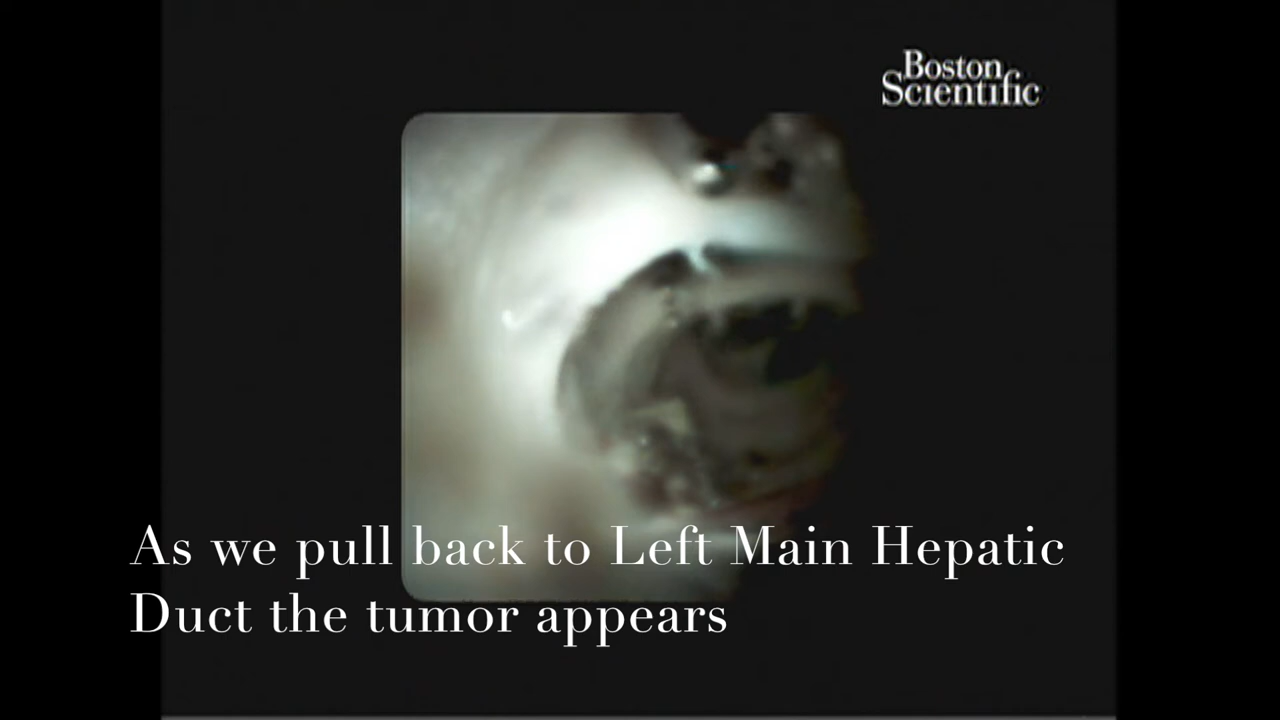 Boston
Scientific
As we pull back to Left Main Hepatic
Duct the tumor appears